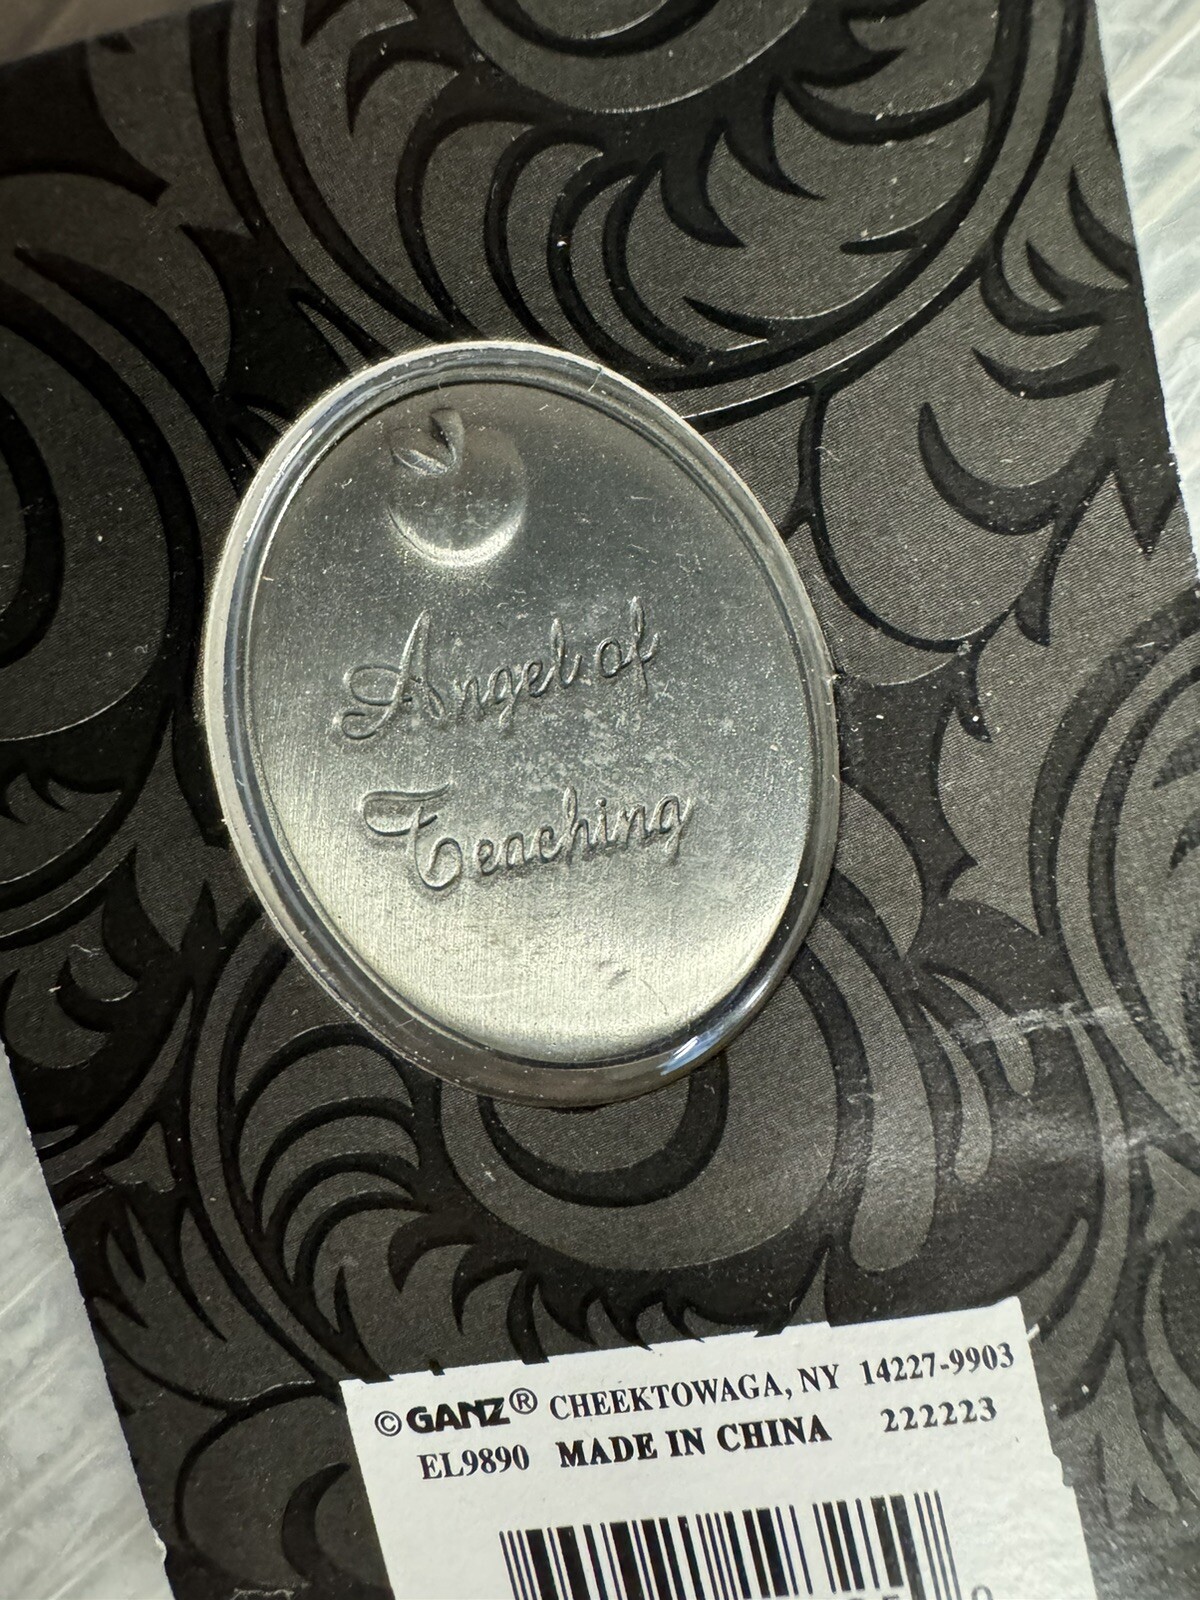 Angel of
Teaching
©GANZ® CHEEKTOWAGA, NY 14227-9903
EL9890 MADE IN CHINA 222223